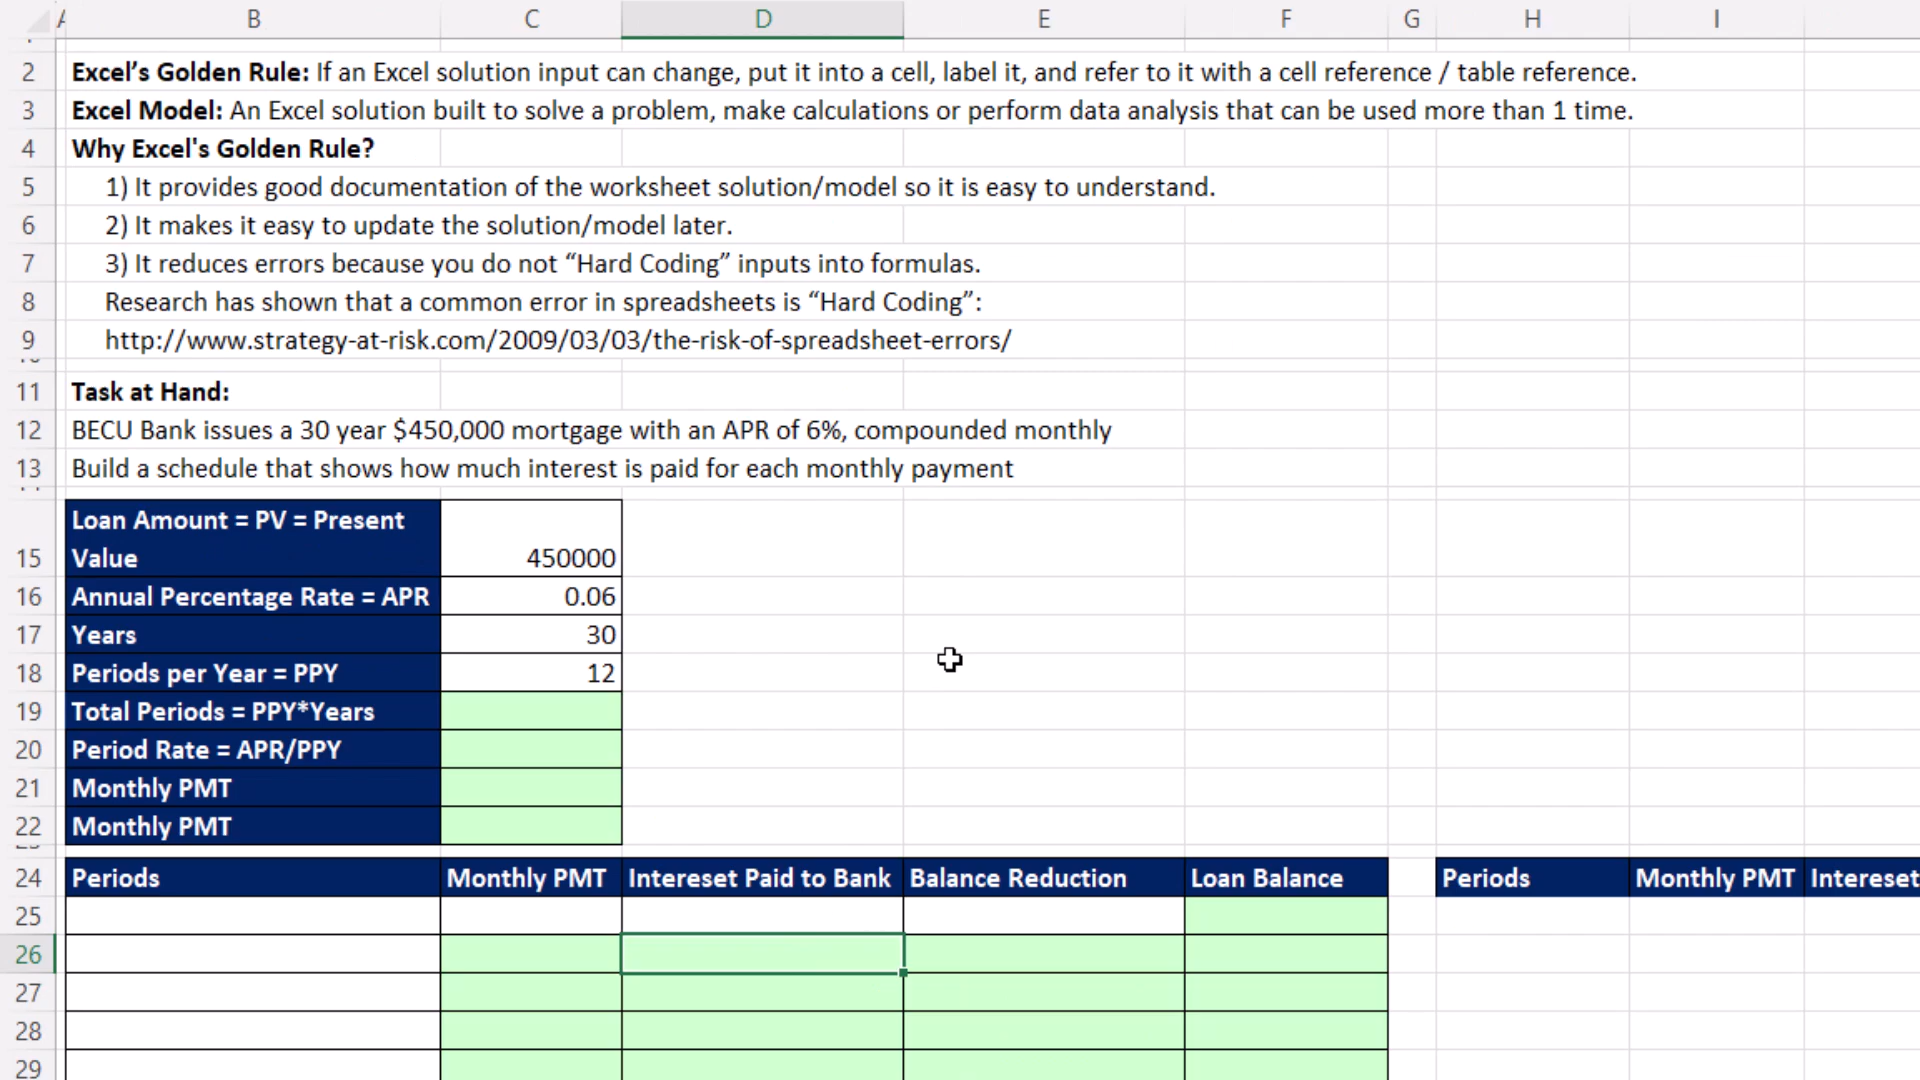 A B C D E F G H I
2 Excel’s Golden Rule: If an Excel solution input can change, put it into a cell, label it, and refer to it with a cell reference / table reference.
3 Excel Model: An Excel solution built to solve a problem, make calculations or perform data analysis that can be used more than 1 time.
4 Why Excel's Golden Rule?
5 1) It provides good documentation of the worksheet solution/model so it is easy to understand.
6 2) It makes it easy to update the solution/model later.
7 3) It reduces errors because you do not “Hard Coding” inputs into formulas.
8 Research has shown that a common error in spreadsheets is “Hard Coding”:
9 http://www.strategy-at-risk.com/2009/03/03/the-risk-of-spreadsheet-errors/
11 Task at Hand:
12 BECU Bank issues a 30 year $450,000 mortgage with an APR of 6%, compounded monthly
13 Build a schedule that shows how much interest is paid for each monthly payment
Loan Amount = PV = Present
15 Value 450000
16 Annual Percentage Rate = APR 0.06
17 Years 30
18 Periods per Year = PPY 12
19 Total Periods = PPY*Years
20 Period Rate = APR/PPY
21 Monthly PMT
22 Monthly PMT
24 Periods Monthly PMT Intereset Paid to Bank Balance Reduction Loan Balance Periods Monthly PMT Intereset
25
26
27
28
29